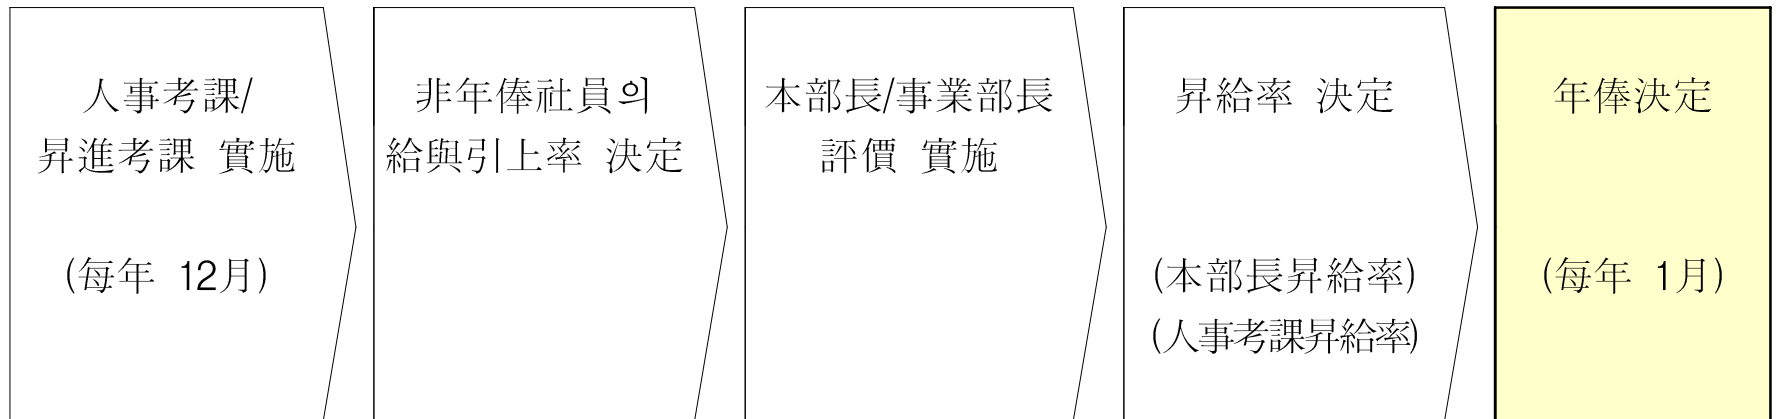 人事考課/
昇進考課 實施
(每年 12月)
非年俸社員의
給與引上率 決定
本部長/事業部長
評價 實施
昇給率 決定
(本部長昇給率)
(人事考課昇給率)
年俸決定
(每年 1月)